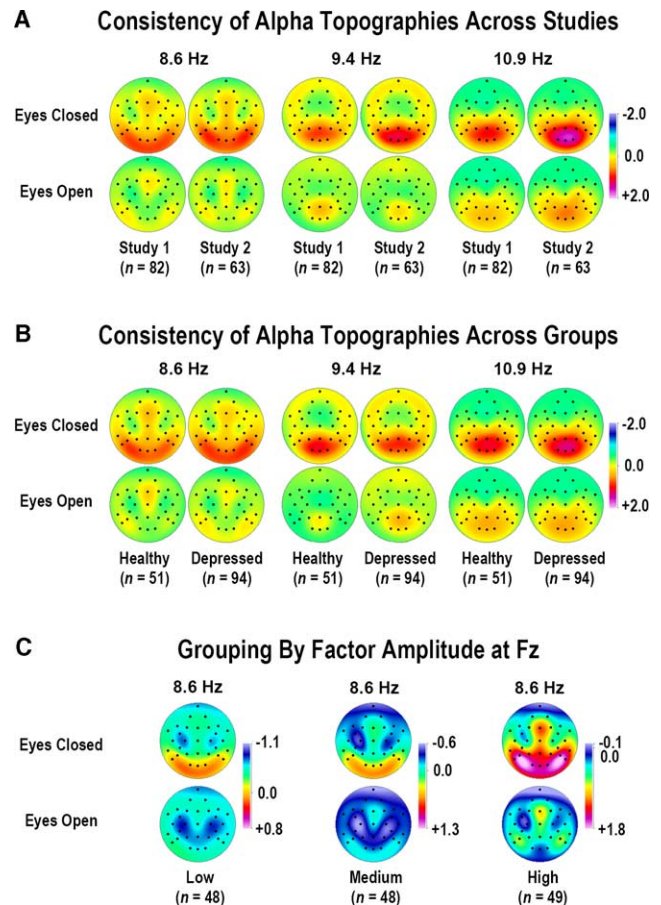 A Consistency of Alpha Topographies Across Studies
8.6 Hz 9.4 Hz 10.9 Hz
Eyes Closed
-2.0
0.0
+2.0
Eyes Open
Study 1 Study 2 Study 1 Study 2 Study 1 Study 2
(n = 82) (n = 63) (n = 82) (n = 63) (n = 82) (n = 63
B Consistency of Alpha Topographies Across Groups
8.6 Hz 9.4 Hz 10.9 Hz
Eyes Closed
-2.0
0.0
+2.0
Eyes Open
Healthy Depressed Healthy Depressed Healthy Depressed
(n = 51) (n = 94) (n = 51) (n = 94) (n = 51) (n = 94)
C Grouping By Factor Amplitude at Fz
8.6 Hz 8.6 Hz 8.6 Hz
Eyes Closed
-1.1 -0.6 -0.1
0.0 0.0 0.0
Eyes Open
+0.8 +1.3 +1.8
Low Medium High
(n = 48) (n = 48) (n = 49)